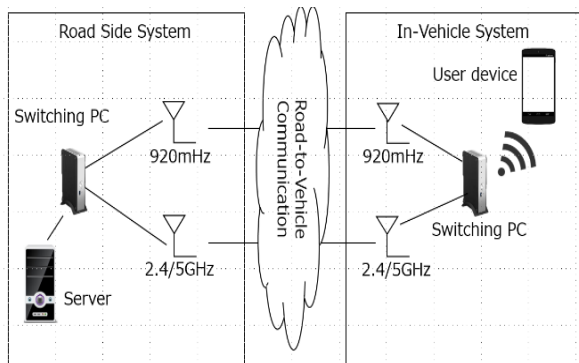 Road Side System
In-Vehicle System
User device
Switching PC
920mHz
Road-to-Vehicle
Communication
920mHz
2.4/5GHz
Server
2.4/5GHz
Switching PC